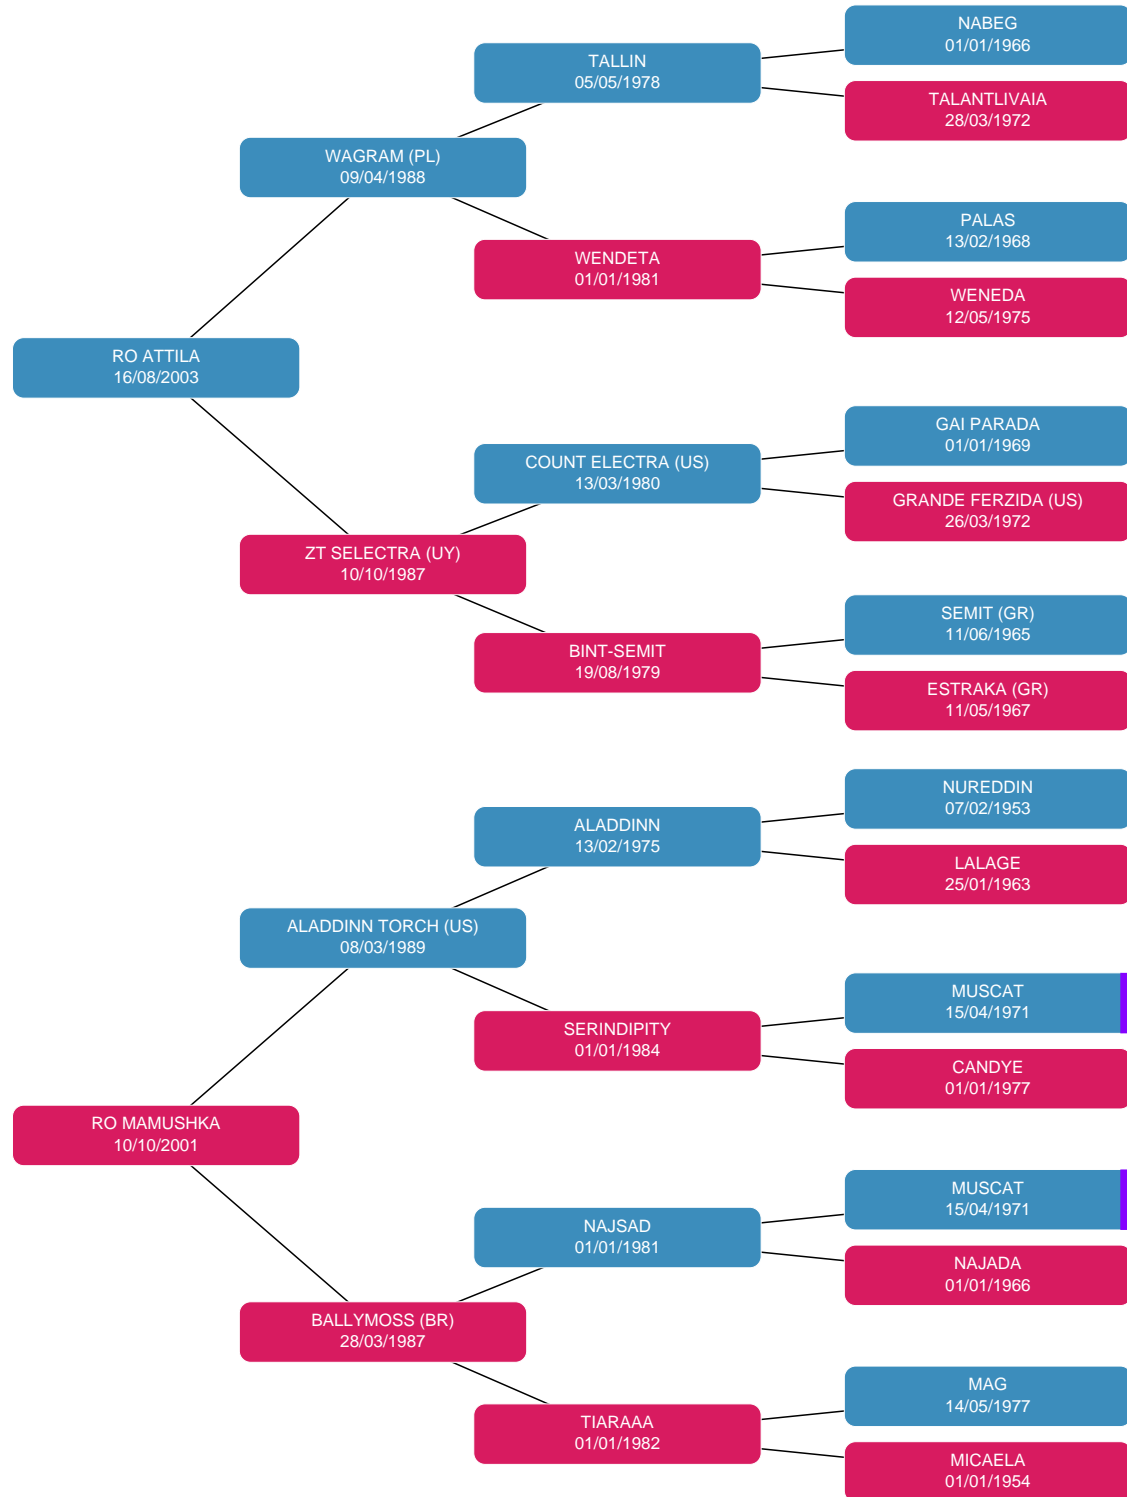 NABEG
01/01/1966
TALLIN
05/05/1978
TALANTLIVAIA
28/03/1972
WAGRAM (PL)
09/04/1988
PALAS
13/02/1968
WENDETA
01/01/1981
WENEDA
12/05/1975
RO ATTILA
16/08/2003
GAI PARADA
01/01/1969
COUNT ELECTRA (US)
13/03/1980
GRANDE FERZIDA (US)
26/03/1972
ZT SELECTRA (UY)
10/10/1987
SEMIT (GR)
11/06/1965
BINT-SEMIT
19/08/1979
ESTRAKA (GR)
11/05/1967
NUREDDIN
07/02/1953
ALADDINN
13/02/1975
LALAGE
25/01/1963
ALADDINN TORCH (US)
08/03/1989
MUSCAT
15/04/1971
SERINDIPITY
01/01/1984
CANDYE
01/01/1977
RO MAMUSHKA
10/10/2001
MUSCAT
15/04/1971
NAJSAD
01/01/1981
NAJADA
01/01/1966
BALLYMOSS (BR)
28/03/1987
MAG
14/05/1977
TIARAAA
01/01/1982
MICAELA
01/01/1954